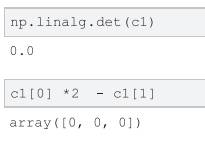 np.linalg.det(c1)
0.0
c1[0] *2  - c1[1]
array([0, 0, 0])